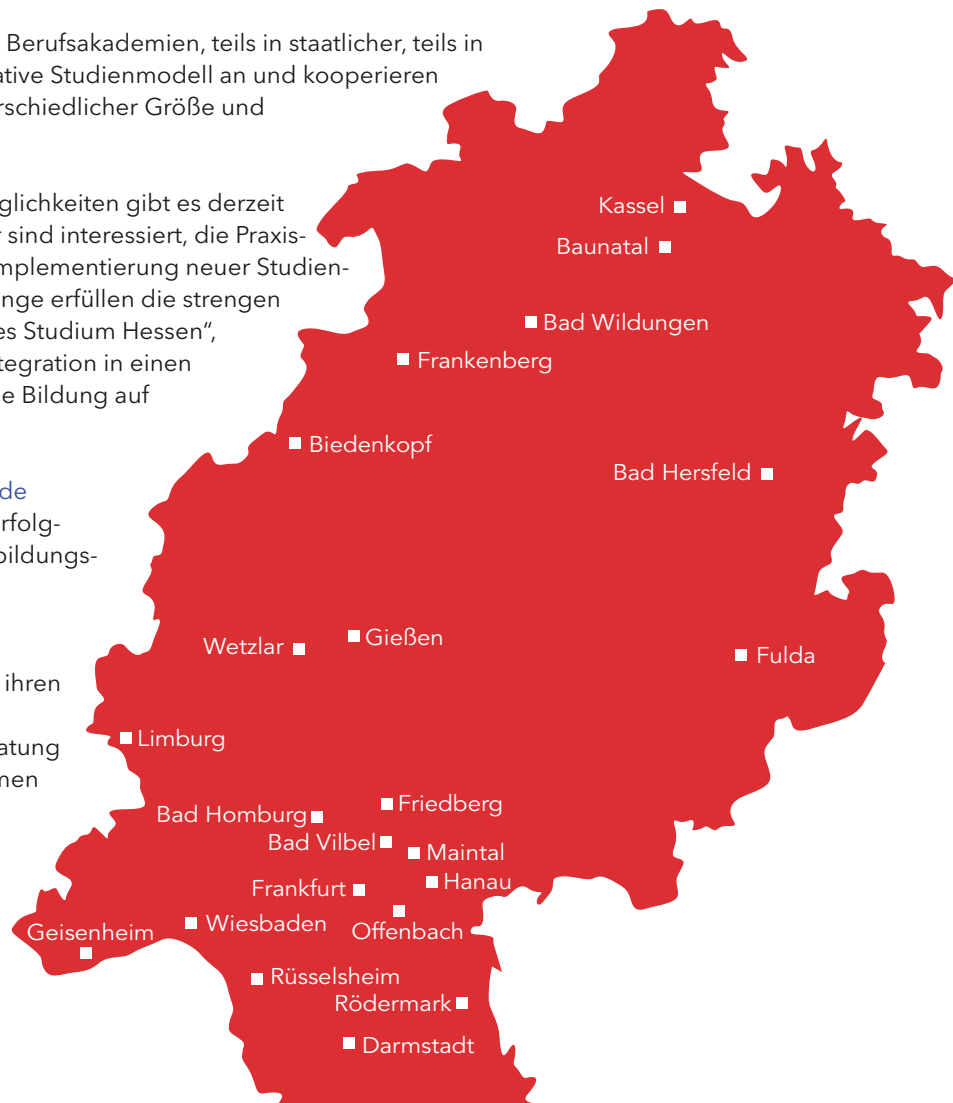 Berufsakademien, teils in staatlicher, teils in
ative Studienmodell an und kooperieren
rschiedlicher Größe und
glichkeiten gibt es derzeit
r sind interessiert, die Praxis-
mplementierung neuer Studien-
nge erfüllen die strengen
es Studium Hessen“,
tegration in einen
e Bildung auf
de
rfolg-
bildungs-
ihren
atung
men
Kassel
Baunatal
Bad Wildungen
Frankenberg
Biedenkopf
Bad Hersfeld
Gießen
Wetzlar
Fulda
Limburg
Friedberg
Bad Homburg
Bad Vilbel
Maintal
Hanau
Frankfurt
Wiesbaden
Offenbach
Geisenheim
Rüsselsheim
Rödermark
Darmstadt